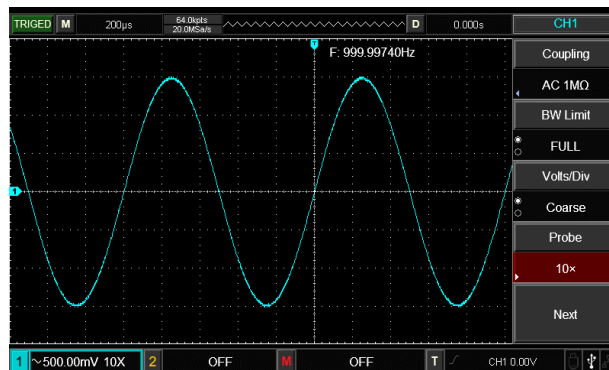 TRIGED M 200μs 64.0kpts D 0.000s CH1
20.0MSa/s
T
F: 999.99740Hz
Coupling
AC 1MΩ
BW Limit
FULL
Volts/Div
1
Coarse
Probe
10×
Next
1 ~500.00mV 10X 2 OFF M OFF T CH1 0.00V